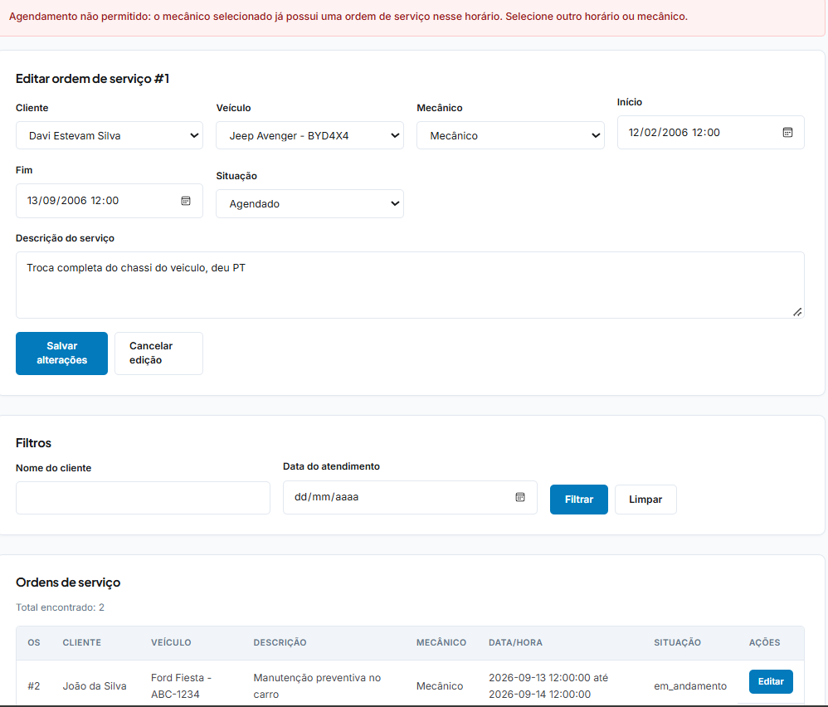 Agendamento não permitido: o mecânico selecionado já possui uma ordem de serviço nesse horário. Selecione outro horário ou mecânico.
Editar ordem de serviço #1
Cliente
Veículo
Mecânico
Início
Davi Estevam Silva
Jeep Avenger - BYD4X4
Mecânico
12/02/2006 12:00
Fim
Situação
13/09/2006 12:00
Agendado
Descrição do serviço
Troca completa do chassi do veiculo, deu PT
Salvar
alterações
Cancelar
edição
Filtros
Nome do cliente
Data do atendimento
dd/mm/aaaa
Filtrar
Limpar
Ordens de serviço
Total encontrado: 2
OS CLIENTE VEÍCULO DESCRIÇÃO MECÂNICO DATA/HORA SITUAÇÃO AÇÕES
#2 João da Silva Ford Fiesta - ABC-1234 Manutenção preventiva no carro Mecânico 2026-09-13 12:00:00 até 2026-09-14 12:00:00 em_andamento Editar